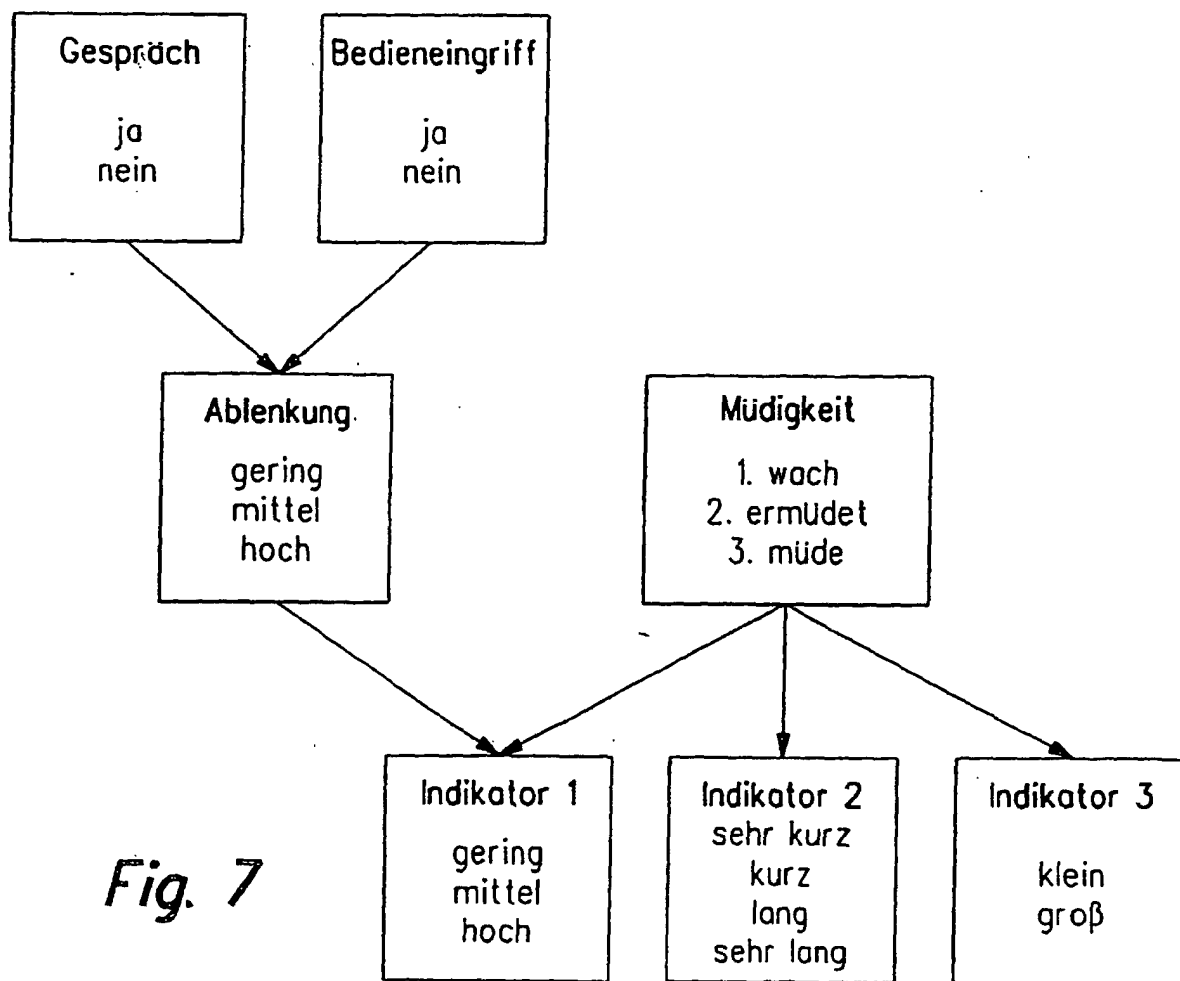 Gespräch
ja
nein
Bedieneingriff
ja
nein
Ablenkung
gering
mittel
hoch
Müdigkeit
1. wach
2. ermüdet
3. müde
Indikator 1
gering
mittel
hoch
Indikator 2
sehr kurz
kurz
lang
sehr lang
Indikator 3
klein
groß
Fig. 7